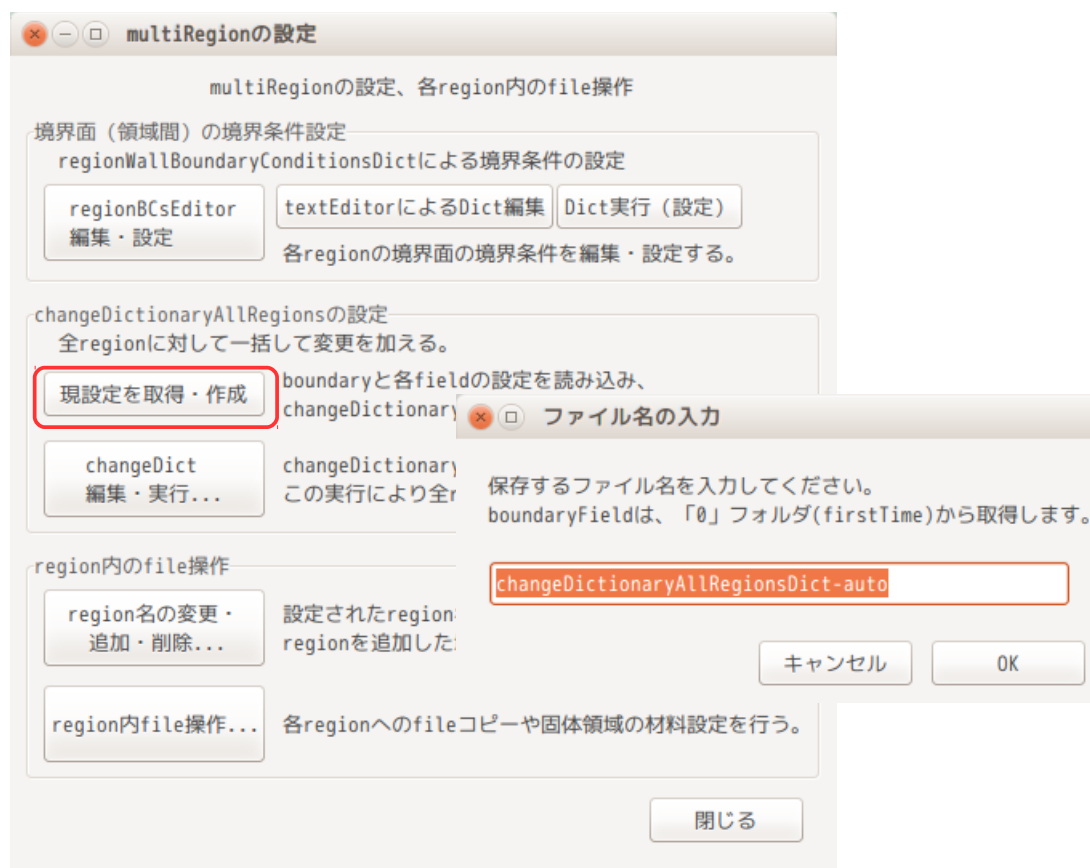 multiRegionの設定
multiRegionの設定、各region内のfile操作
境界面（領域間）の境界条件設定
regionWallBoundaryConditionsDictによる境界条件の設定
regionBCsEditor
編集・設定
textEditorによるDict編集
Dict実行（設定）
各regionの境界面の境界条件を編集・設定する。
changeDictionaryAllRegionsの設定
全regionに対して一括して変更を加える。
現設定を取得・作成
boundaryと各fieldの設定を読み込み、
changeDictionary
changeDict
編集・実行...
changeDictionary
この実行により全r
region内のfile操作
region名の変更・
追加・削除...
設定されたregion
regionを追加した
region内file操作...
各regionへのfileコピーや固体領域の材料設定を行う。
閉じる
ファイル名の入力
保存するファイル名を入力してください。
boundaryFieldは、「0」フォルダ(firstTime)から取得します。
changeDictionaryAllRegionsDict-auto
キャンセル
OK